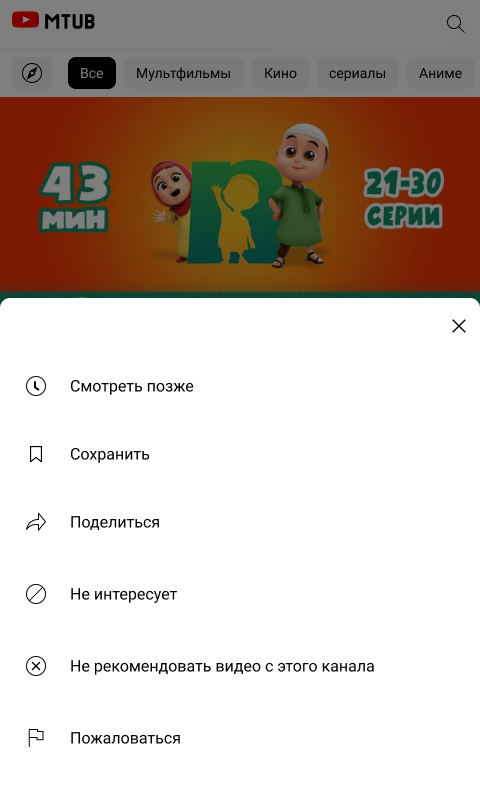 MTUB
Все
Мультфильмы
Кино
сериалы
Аниме
43
МИН
n
21-30
СЕРИИ
Смотреть позже
Сохранить
Поделиться
Не интересует
Не рекомендовать видео с этого канала
Пожаловаться